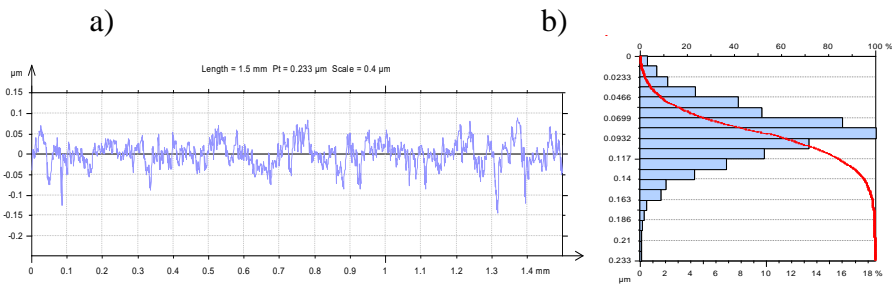 a)
b)
Length = 1.5 mm Pt = 0.233 µm Scale = 0.4 µm
µm
0.15
0.1
0.05
0
-0.05
-0.1
-0.15
-0.2
0 0.1 0.2 0.3 0.4 0.5 0.6 0.7 0.8 0.9 1 1.1 1.2 1.3 1.4 mm
0 20 40 60 80 100 %
0
0.0233
0.0466
0.0699
0.0932
0.117
0.14
0.163
0.186
0.21
0.233
µm
0 2 4 6 8 10 12 14 16 18 %